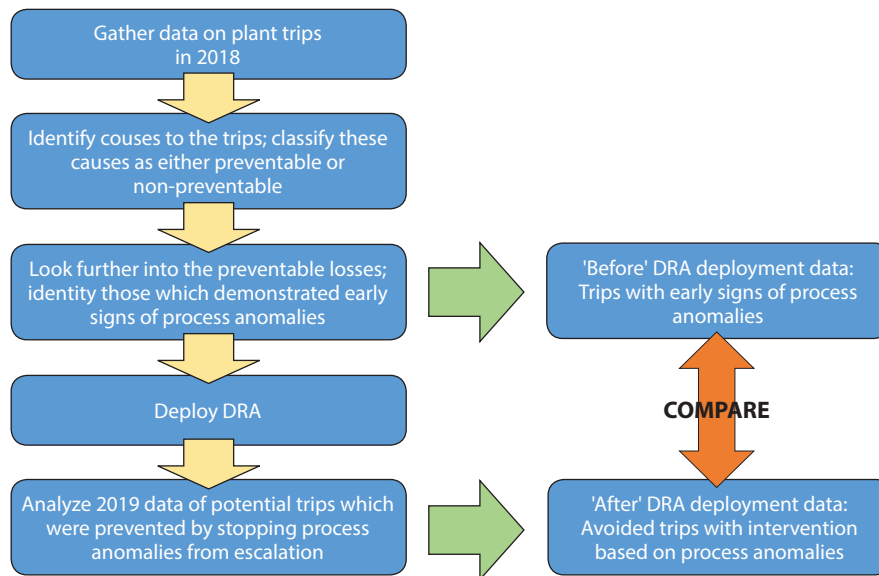 Gather data on plant trips
in 2018
Identify couses to the trips; classify these
causes as either preventable or
non-preventable
Look further into the preventable losses;
identity those which demonstrated early
signs of process anomalies
'Before' DRA deployment data:
Trips with early signs of process
anomalies
Deploy DRA
COMPARE
Analyze 2019 data of potential trips which
were prevented by stopping process
anomalies from escalation
'After' DRA deployment data:
Avoided trips with intervention
based on process anomalies